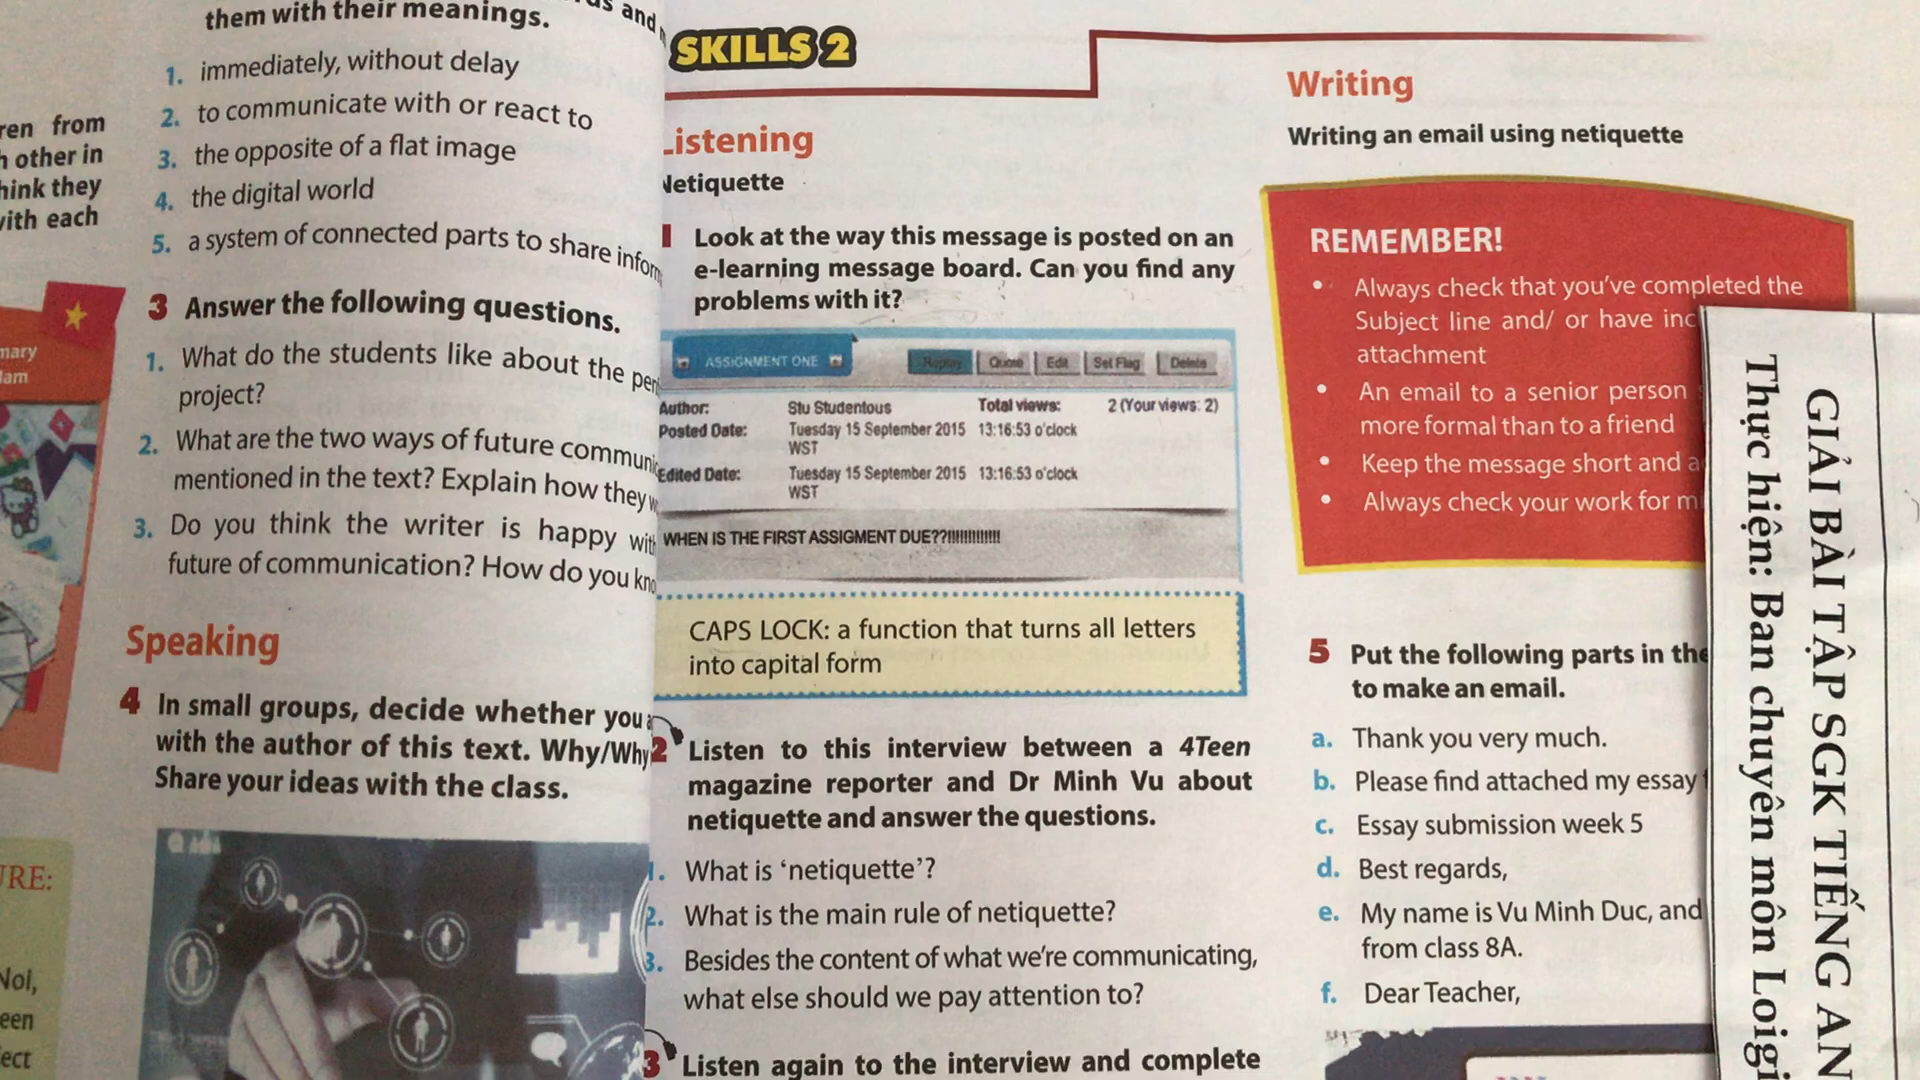 them with their meanings.
and
1. immediately, without delay
2. to communicate with or react to
3. the opposite of a flat image
4. the digital world
5. a system of connected parts to share inform
3 Answer the following questions.
1. What do the students like about the
project?
2. What are the two ways of future communi
mentioned in the text? Explain how they
3. Do you think the writer is happy with
future of communication? How do you kno
Speaking
4 In small groups, decide whether you
with the author of this text. Why/Why
Share your ideas with the class.
ren from
other in
hink they
with each
mary
lam
URE:
Noi,
een
ect
SKILLS 2
Listening
Netiquette
1 Look at the way this message is posted on an
e-learning message board. Can you find any
problems with it?
ASSIGNMENT ONE
Quote
Edit
Set Flag
Delete
Author: Stu Studentous Total views: 2 (Your views: 2)
Posted Date: Tuesday 15 September 2015 13:16:53 o'clock
WST
Edited Date: Tuesday 15 September 2015 13:16:53 o'clock
WST
WHEN IS THE FIRST ASSIGMENT DUE??!!!!!!!!!!!!!!
CAPS LOCK: a function that turns all letters
into capital form
2 Listen to this interview between a 4Teen
magazine reporter and Dr Minh Vu about
netiquette and answer the questions.
1. What is ‘netiquette’?
2. What is the main rule of netiquette?
3. Besides the content of what we're communicating,
what else should we pay attention to?
3 Listen again to the interview and complete
Writing
Writing an email using netiquette
REMEMBER!
• Always check that you've completed the
Subject line and/ or have inc
attachment
• An email to a senior person
more formal than to a friend
• Keep the message short and
• Always check your work for
5 Put the following parts in the
to make an email.
a. Thank you very much.
b. Please find attached my essay
c. Essay submission week 5
d. Best regards,
e. My name is Vu Minh Duc, and
from class 8A.
f. Dear Teacher,
GIẢI BÀI TẬP SGK TIẾNG AN
Thực hiện: Ban chuyên môn Loigi